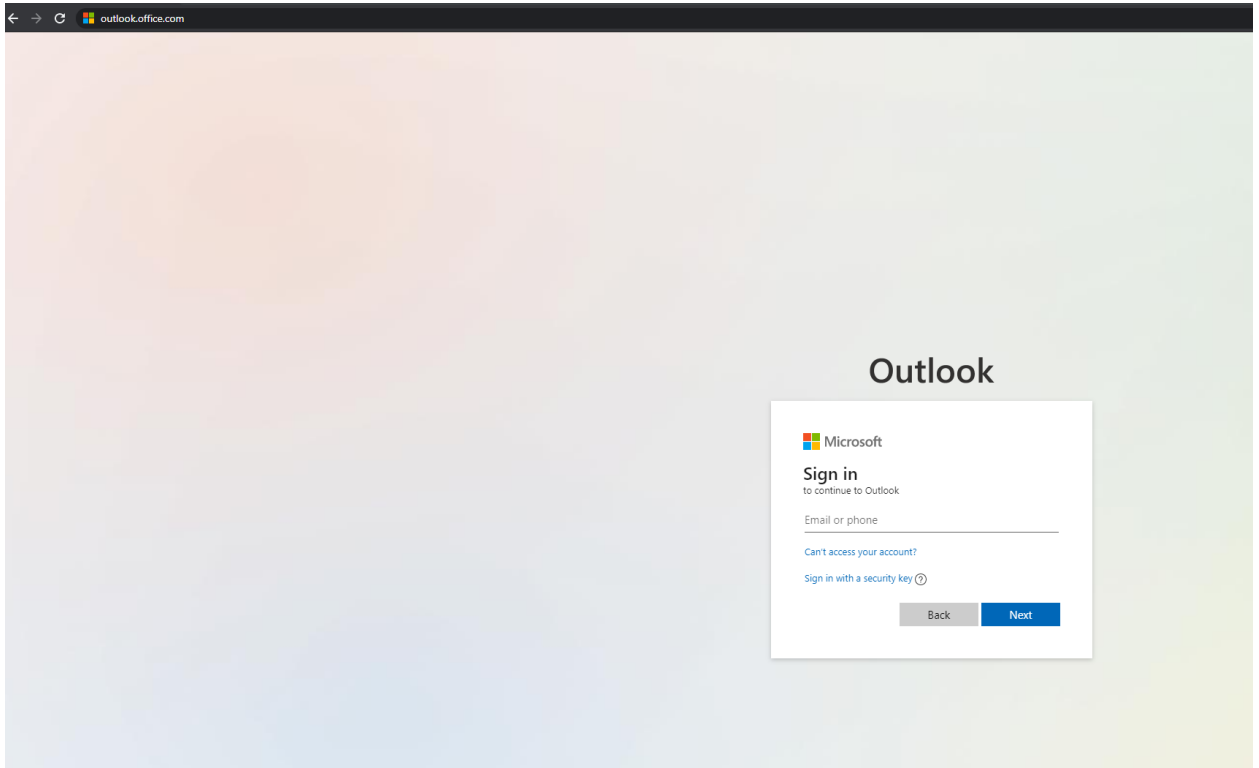 outlook.office.com
Outlook
Microsoft
Sign in
to continue to Outlook
Email or phone
Can't access your account?
Sign in with a security key
Back Next